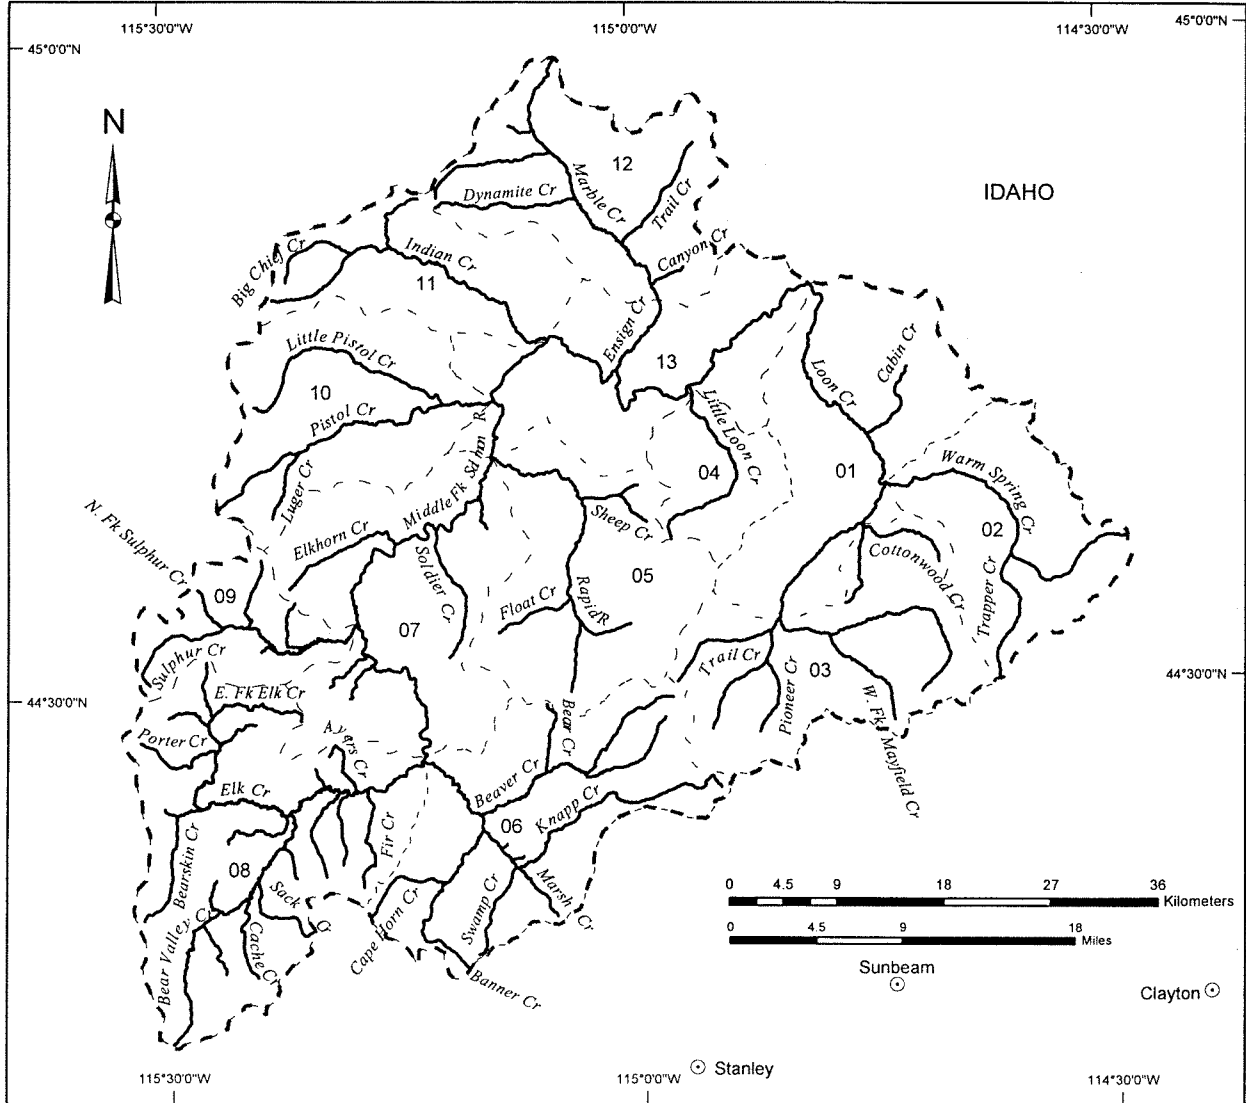 115°30'0"W
115°0'0"W
114°30'0"W
45°0'0"N
45°0'0"N
N
IDAHO
12
Marble Cr
Trail Cr
Dynamite Cr
Canyon Cr
Big Chief Cr
Indian Cr
11
Ensign Cr
Little Pistol Cr
13
Loon Cr
Cabin Cr
10
Pistol Cr
Little Loon Cr
Luger Cr
Middle Fk Salmon R
04
01
Warm Spring Cr
02
N. Fk Sulphur Cr
Elkhorn Cr
Soldier Cr
Sheep Cr
Cottonwood Cr
Trapper Cr
09
05
Float Cr
Rapid R
07
Sulphur Cr
Trail Cr
Pioneer Cr
03
W. Fk Mayfield Cr
44°30'0"N
44°30'0"N
E. Fk Elk Cr
Porter Cr
Ayars Cr
Bear Cr
Beaver Cr
Elk Cr
Knapp Cr
06
Fir Cr
Bearskin Cr
08
Sack Cr
Marsh Cr
Swamp Cr
Cape Horn Cr
Bear Valley Cr
Cache Cr
Banner Cr
0 4.5 9 18 27 36
Kilometers
0 4.5 9 18
Miles
Sunbeam
Clayton
Stanley
115°30'0"W
115°0'0"W
114°30'0"W